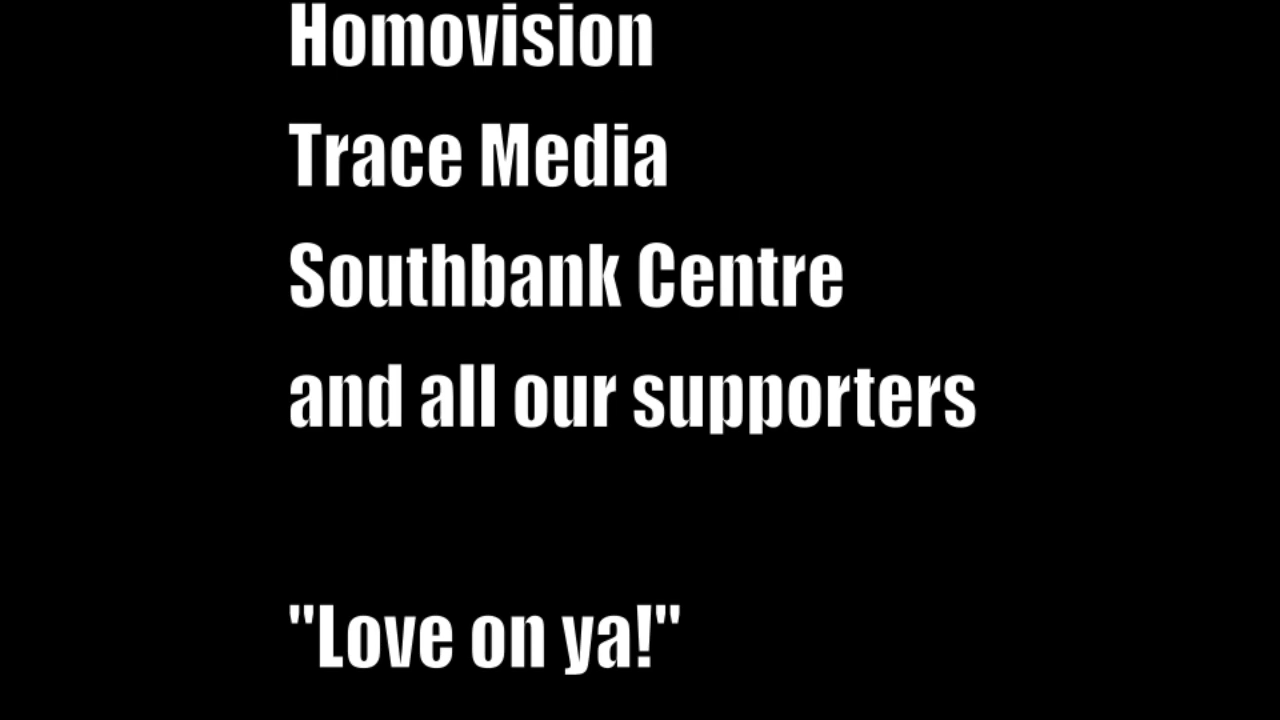 Homovision
Trace Media
Southbank Centre
and all our supporters
"Love on ya!"